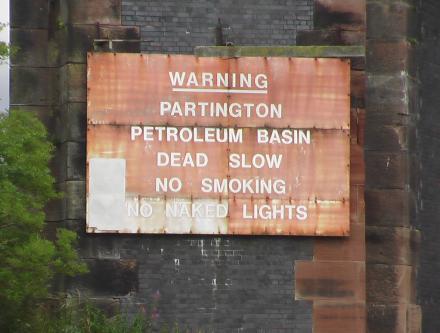 WARNING
PARTINGTON
PETROLEUM BASIN
DEAD SLOW
NO SMOKING
NO NAKED LIGHTS